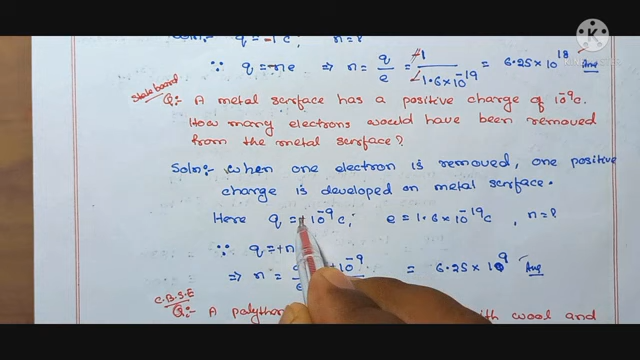 Soln:- q = -1 C, n = ?
∵ q = -ne ⇒ n = q/e = -1/-1.6×10⁻¹⁹ = 6.25×10¹⁸ Ans
KINEMASTER
State board
Q:- A metal surface has a positive charge of 10⁻⁹C.
How many electrons would have been removed
from the metal surface?
Soln:- When one electron is removed, one positive
charge is developed on metal surface.
Here q = + 10⁻⁹C, e = 1.6×10⁻¹⁹C, n = ?
∵ q = +n
⇒ n = 10⁻⁹ = 6.25×10⁹ Ans
C.B.S.E
Q:- A with wool and